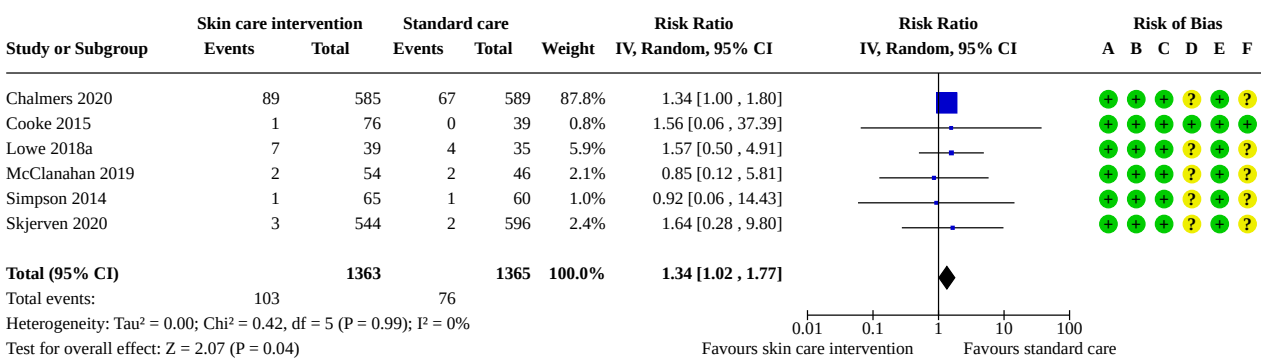 Skin care intervention Standard care Risk Ratio Risk Ratio Risk of Bias
Study or Subgroup Events Total Events Total Weight IV, Random, 95% CI IV, Random, 95% CI A B C D E F
Chalmers 2020 89 585 67 589 87.8% 1.34 [1.00 , 1.80] + + + ? + ?
Cooke 2015 1 76 0 39 0.8% 1.56 [0.06 , 37.39] + + + + + +
Lowe 2018a 7 39 4 35 5.9% 1.57 [0.50 , 4.91] + + + ? + ?
McClanahan 2019 2 54 2 46 2.1% 0.85 [0.12 , 5.81] + + + ? + ?
Simpson 2014 1 65 1 60 1.0% 0.92 [0.06 , 14.43] + + + ? + ?
Skjerven 2020 3 544 2 596 2.4% 1.64 [0.28 , 9.80] + + + ? + ?
Total (95% CI) 1363 1365 100.0% 1.34 [1.02 , 1.77]
Total events: 103 76
Heterogeneity: Tau² = 0.00; Chi² = 0.42, df = 5 (P = 0.99); I² = 0%
0.01 0.1 1 10 100
Test for overall effect: Z = 2.07 (P = 0.04) Favours skin care intervention Favours standard care